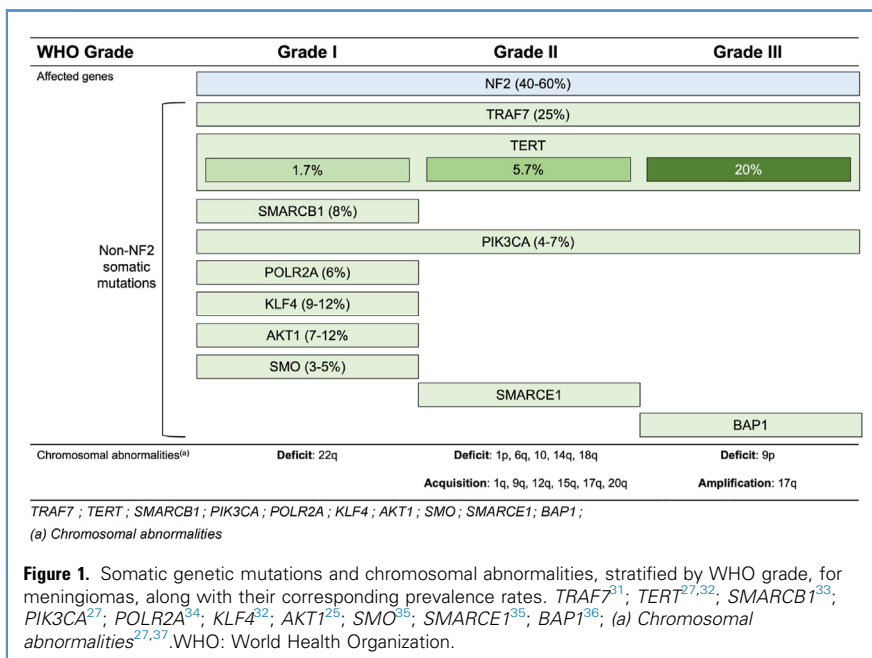 WHO Grade Grade I Grade II Grade III
Affected genes
NF2 (40-60%)
TRAF7 (25%)
TERT
1.7% 5.7% 20%
SMARCB1 (8%)
PIK3CA (4-7%)
Non-NF2
somatic
mutations
POLR2A (6%)
KLF4 (9-12%)
AKT1 (7-12%
SMO (3-5%)
SMARCE1
BAP1
Chromosomal abnormalities(a) Deficit: 22q Deficit: 1p, 6q, 10, 14q, 18q Deficit: 9p
Acquisition: 1q, 9q, 12q, 15q, 17q, 20q Amplification: 17q
TRAF7 ; TERT ; SMARCB1; PIK3CA ; POLR2A ; KLF4 ; AKT1 ; SMO ; SMARCE1; BAP1 ;
(a) Chromosomal abnormalities
Figure 1. Somatic genetic mutations and chromosomal abnormalities, stratified by WHO grade, for
meningiomas, along with their corresponding prevalence rates. TRAF731; TERT27,32; SMARCB133;
PIK3CA27; POLR2A34; KLF432; AKT125; SMO35; SMARCE135; BAP136; (a) Chromosomal
abnormalities27,37.WHO: World Health Organization.